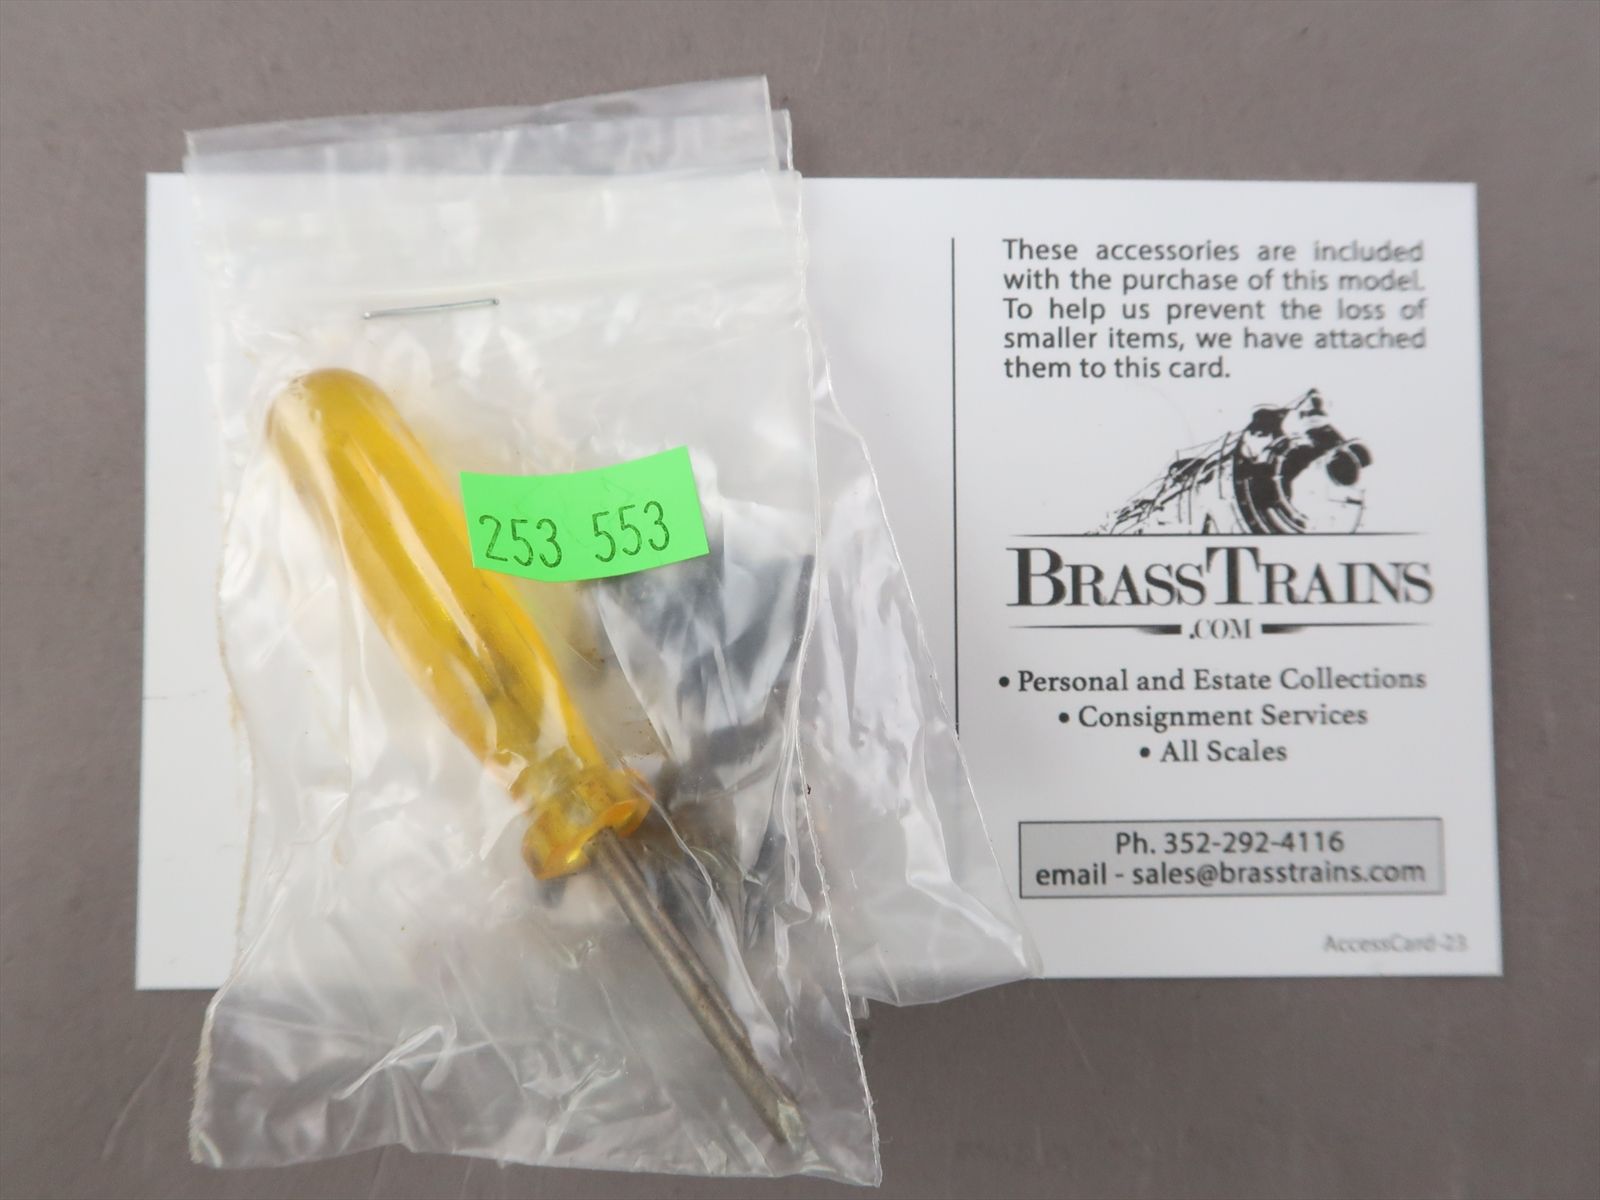 253 553
These accessories are included
with the purchase of this model.
To help us prevent the loss of
smaller items, we have attached
them to this card.
BRASSTRAINS
.COM
• Personal and Estate Collections
• Consignment Services
• All Scales
Ph. 352-292-4116
email - sales@brasstrains.com
AccessCard-23